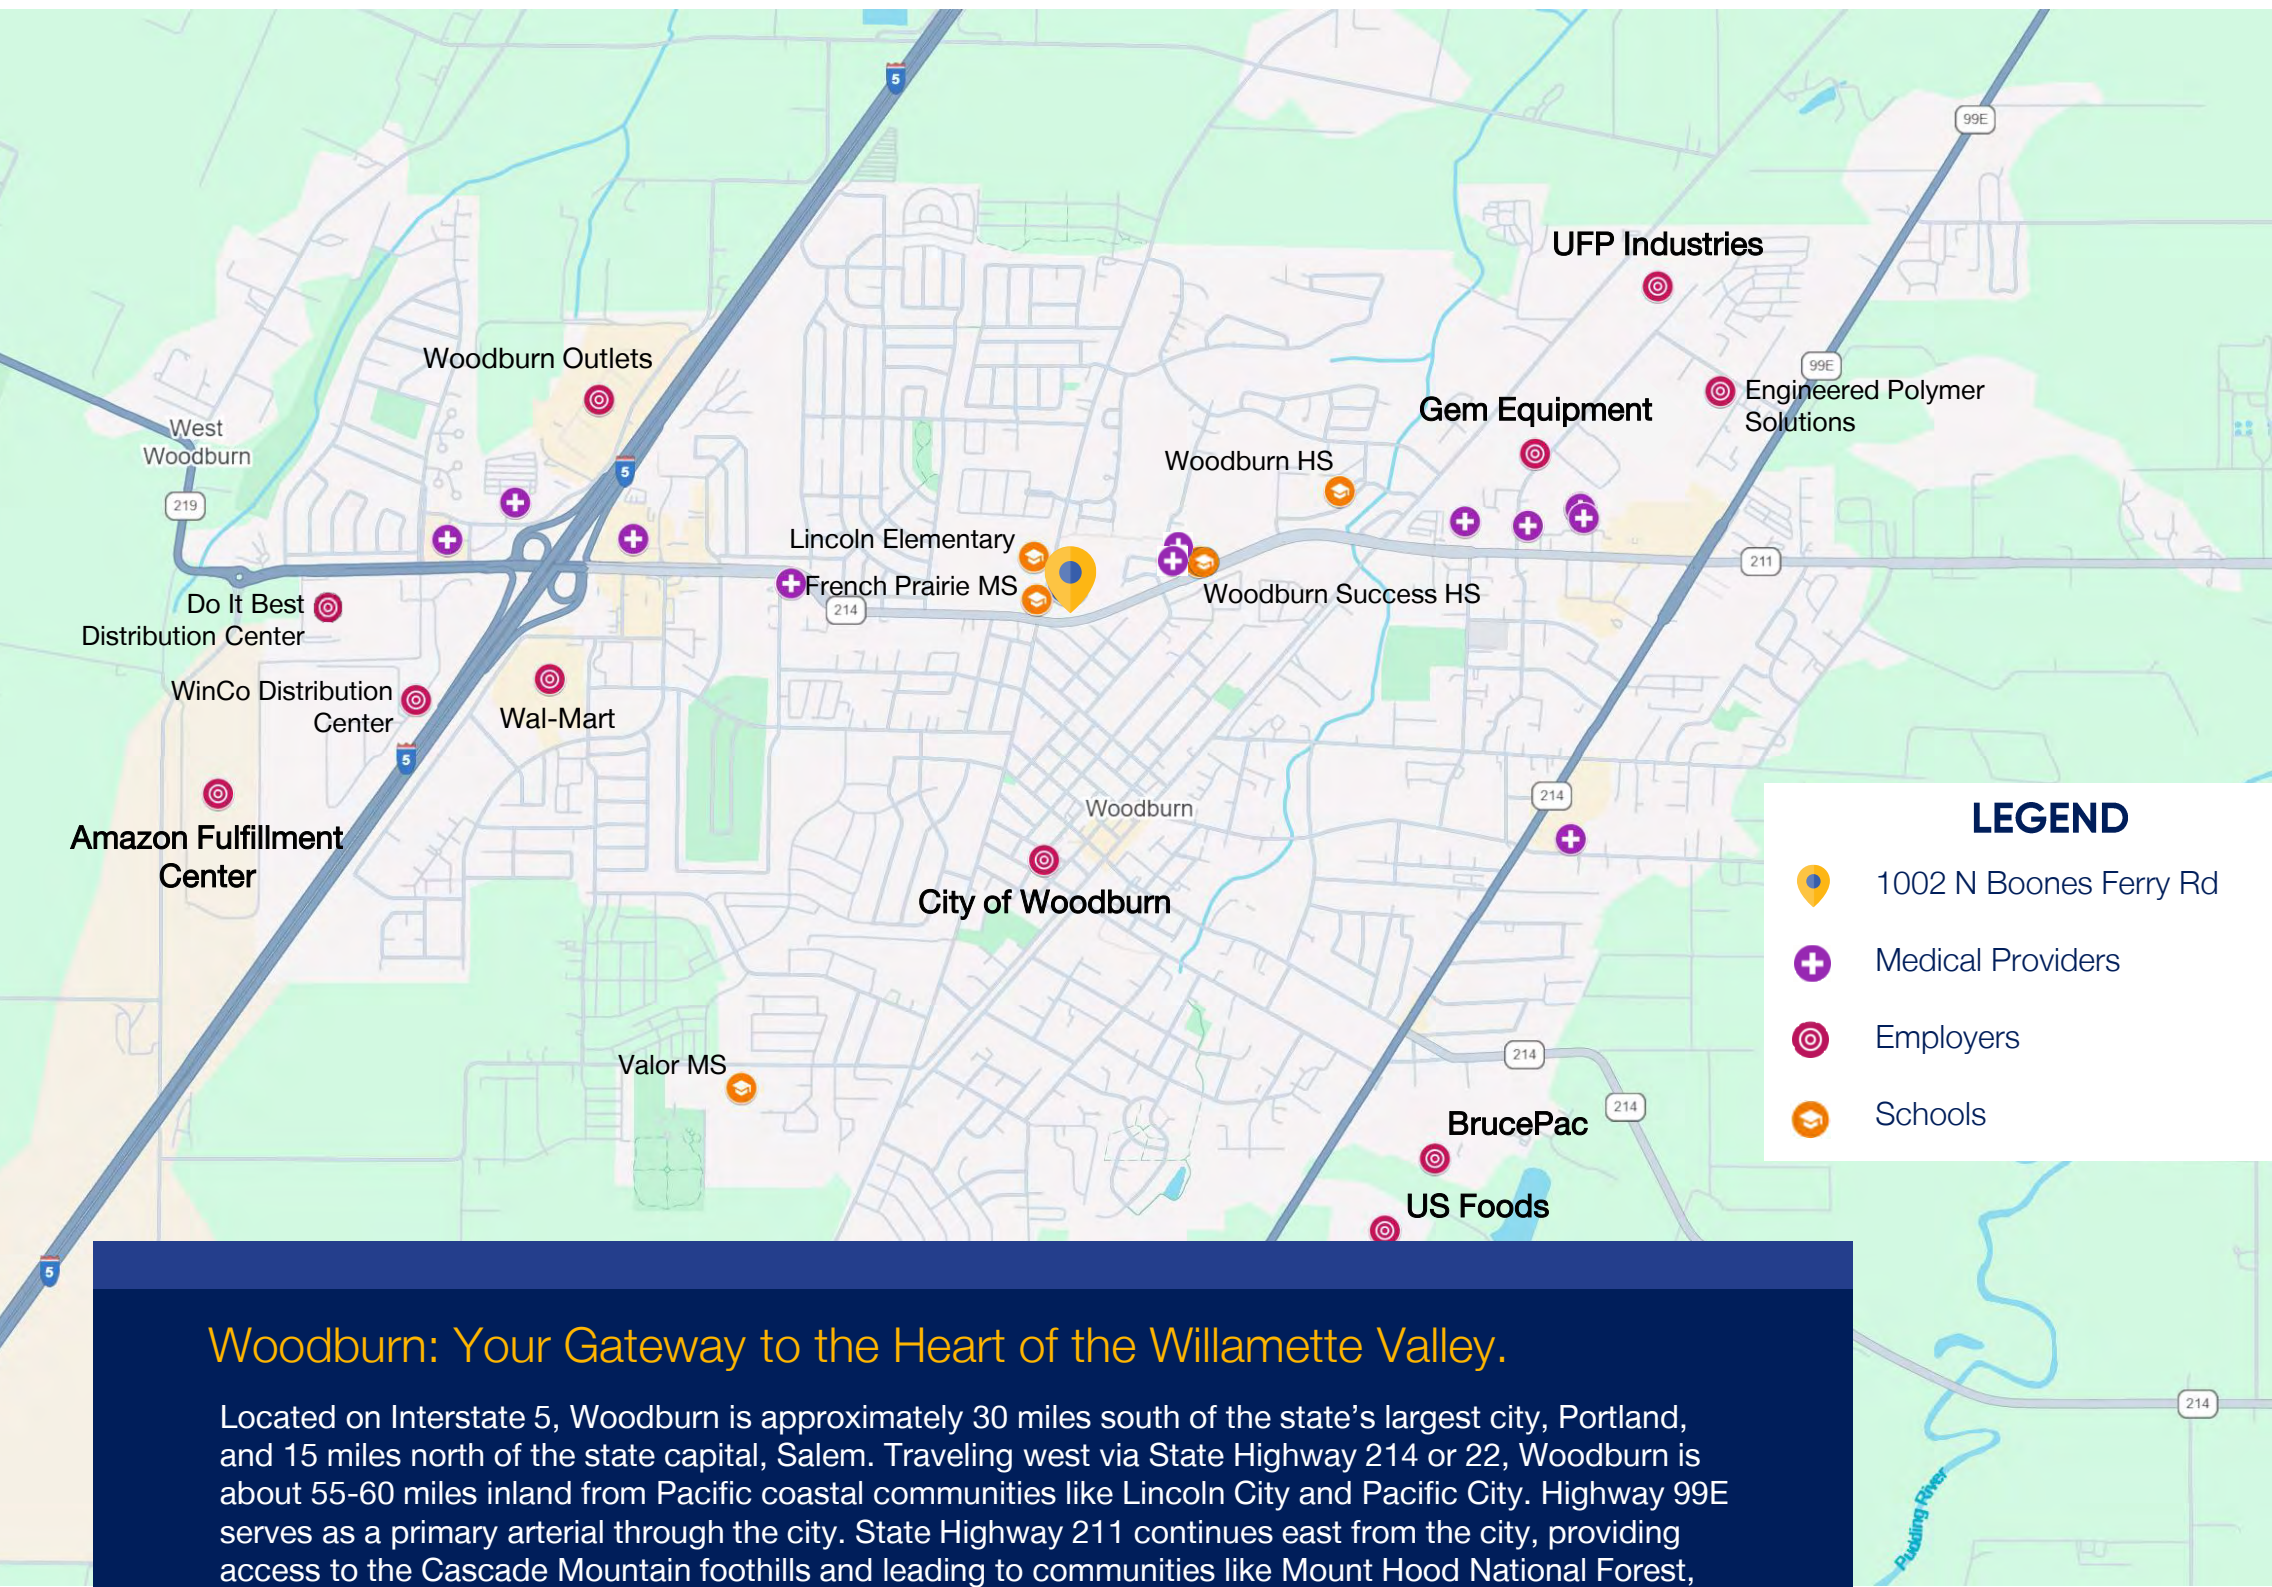 5
99E
UFP Industries
Woodburn Outlets
99E
Engineered Polymer
Solutions
Gem Equipment
West
Woodburn
5
Woodburn HS
219
Lincoln Elementary
211
French Prairie MS
Woodburn Success HS
214
Do It Best
Distribution Center
WinCo Distribution
Center
Wal-Mart
5
214
Woodburn
Amazon Fulfillment
Center
City of Woodburn
LEGEND
1002 N Boones Ferry Rd
Medical Providers
Employers
Schools
Valor MS
214
214
BrucePac
US Foods
5
Woodburn: Your Gateway to the Heart of the Willamette Valley.
Located on Interstate 5, Woodburn is approximately 30 miles south of the state’s largest city, Portland,
and 15 miles north of the state capital, Salem. Traveling west via State Highway 214 or 22, Woodburn is
about 55-60 miles inland from Pacific coastal communities like Lincoln City and Pacific City. Highway 99E
serves as a primary arterial through the city. State Highway 211 continues east from the city, providing
access to the Cascade Mountain foothills and leading to communities like Mount Hood National Forest,
214
Pudding River